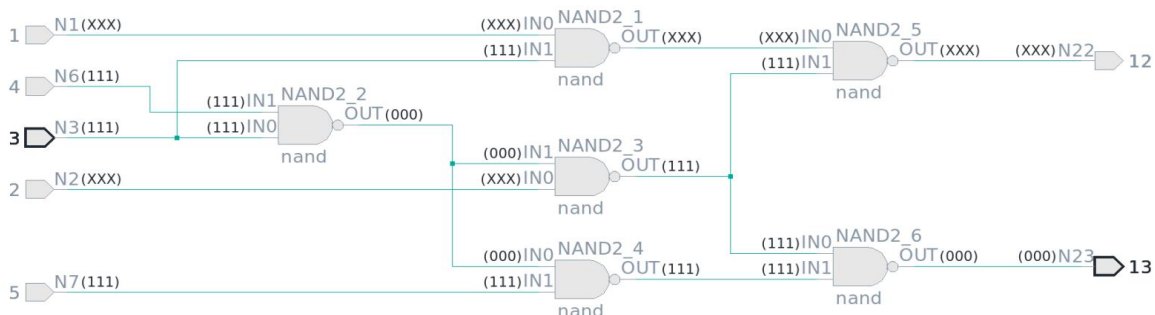 1 N1(XXX) (XXX)IN0 NAND2_1 OUT(XXX) (XXX)IN0 NAND2_5 OUT(XXX) (XXX)N22 12
(111)IN1 nand (111)IN1 nand
4 N6(111) (111)IN1 NAND2_2 OUT(000)
3 N3(111) (111)IN0 nand
(000)IN1 NAND2_3 OUT(111)
2 N2(XXX) (XXX)IN0 nand
(000)IN0 NAND2_4 OUT(111) (111)IN0 NAND2_6 OUT(000) (000)N23 13
5 N7(111) (111)IN1 nand (111)IN1 nand